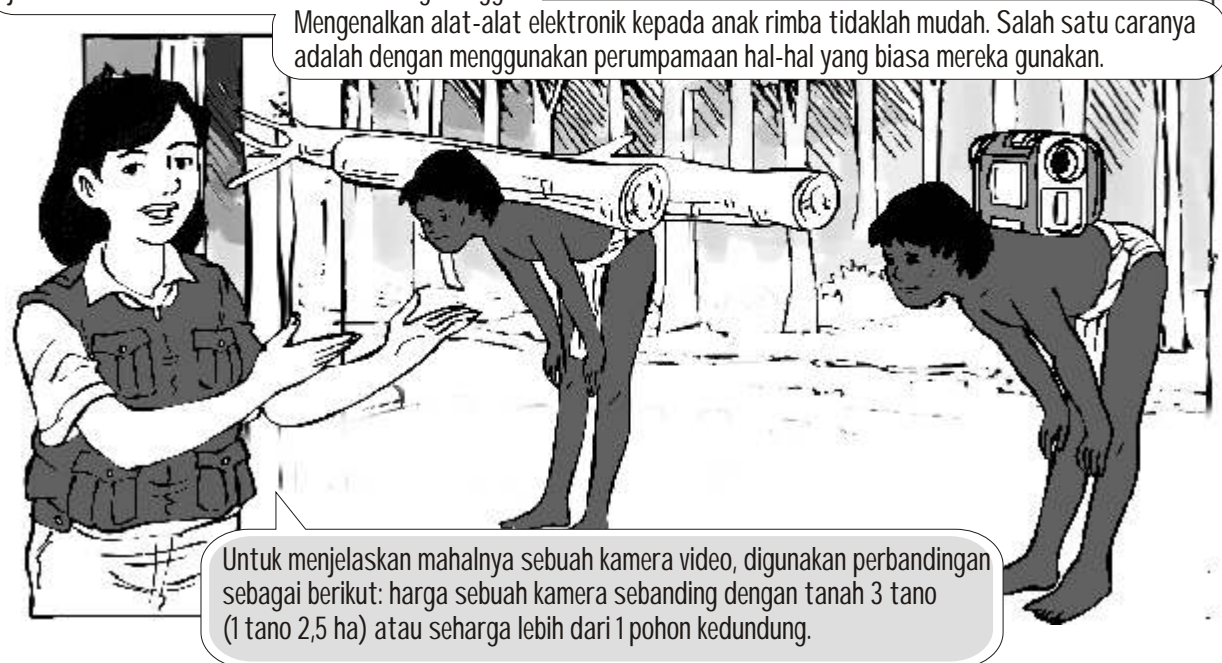 Mengenalkan alat-alat elektronik kepada anak rimba tidaklah mudah. Salah satu caranya
adalah dengan menggunakan perumpamaan hal-hal yang biasa mereka gunakan.
Untuk menjelaskan mahalnya sebuah kamera video, digunakan perbandingan
sebagai berikut: harga sebuah kamera sebanding dengan tanah 3 tano
(1 tano 2,5 ha) atau seharga lebih dari 1 pohon kedundung.